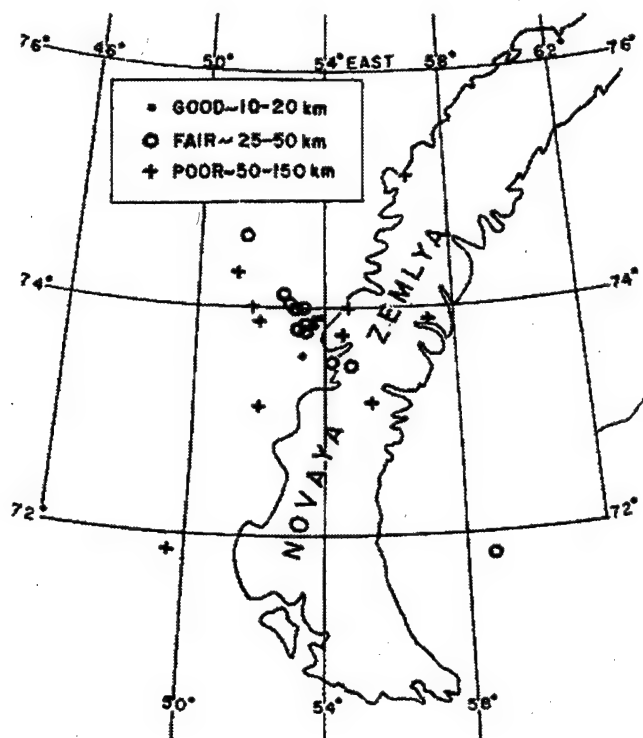 76° 46° 50° 54° EAST 58° 62° 76°
• GOOD~10-20 km
o FAIR~25-50 km
+ POOR~50-150 km
74° 74°
NOVAYA ZEMLYA
72° 72°
50° 54° 58°